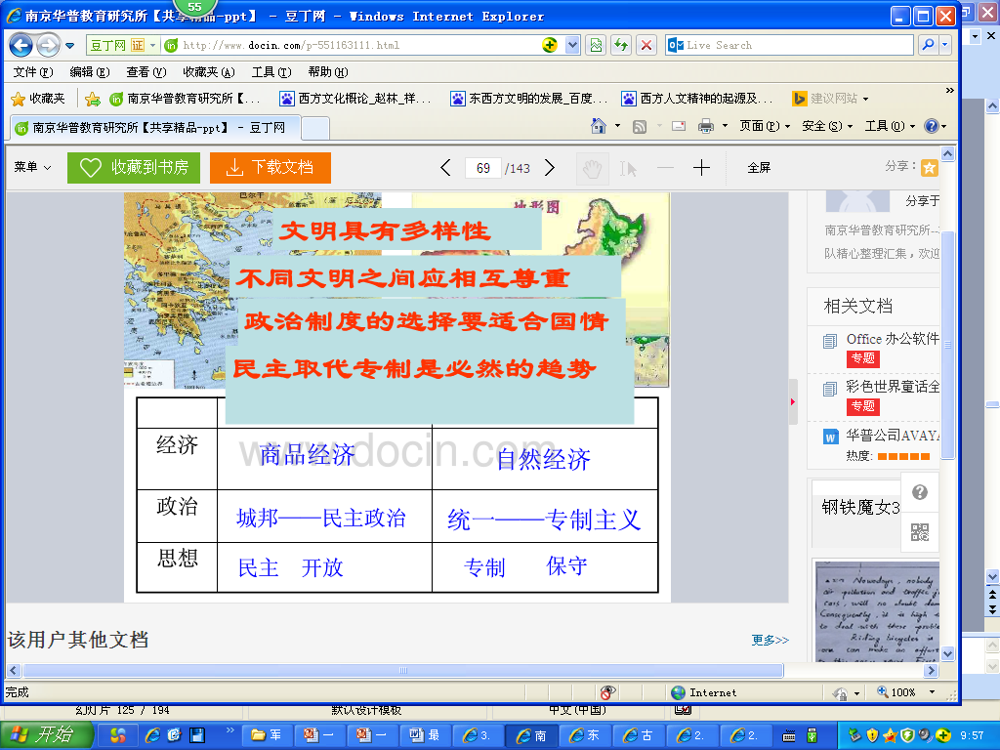 55
南京华普教育研究所【共享精品-ppt】 - 豆丁网 - Windows Internet Explorer
豆丁网 证 http://www.docin.com/p-551163111.html Live Search
文件(F) 编辑(E) 查看(V) 收藏夹(A) 工具(T) 帮助(H)
收藏夹 南京华普教育研究所【... 西方文化概论_赵林_样... 东西方文明的发展_百度... 西方人文精神的起源及... 建议网站
南京华普教育研究所【共享精品-ppt】 - 豆丁网
页面(P) 安全(S) 工具(O)
菜单 收藏到书房 下载文档 69 /143 全屏 分享：
地形图
文明具有多样性
不同文明之间应相互尊重
政治制度的选择要适合国情
民主取代专制是必然的趋势
www.docin.com
经济 商品经济 自然经济
政治 城邦——民主政治 统一——专制主义
思想 民主 开放 专制 保守
分享于
南京华普教育研究所--
队精心整理汇集，欢迎
相关文档
Office 办公软件
专题
彩色世界童话全
专题
华普公司AVAYA
热度：
钢铁魔女3
Nowadays, nobody
air pollution and traffic
cars, will no doubt
Consequently, it is high
to deal with these
Riding bicycles is
one can make an
该用户其他文档
更多>>
完成 Internet 100%
幻灯片 125 / 194 默认设计模板 中文(中国)
开始 军 一 一 最 3. 南 东 古 2. 2. 9:57